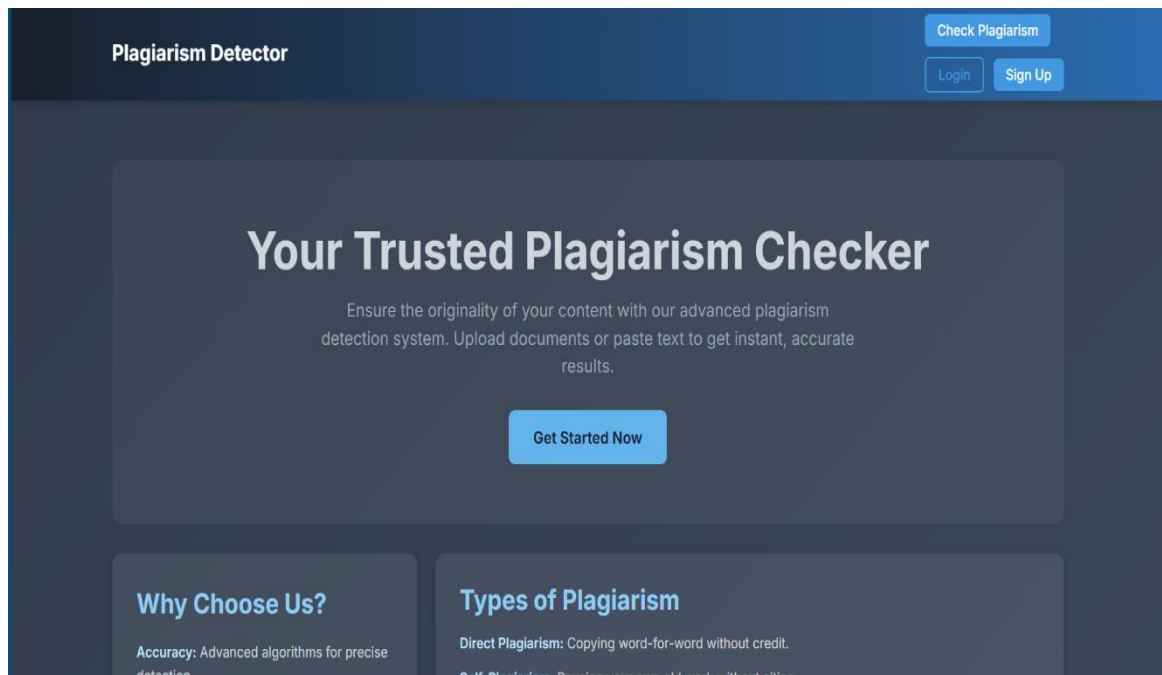 Plagiarism Detector
Check Plagiarism
Login
Sign Up
Your Trusted Plagiarism Checker
Ensure the originality of your content with our advanced plagiarism
detection system. Upload documents or paste text to get instant, accurate
results.
Get Started Now
Why Choose Us?
Accuracy: Advanced algorithms for precise
detection
Types of Plagiarism
Direct Plagiarism: Copying word-for-word without credit.